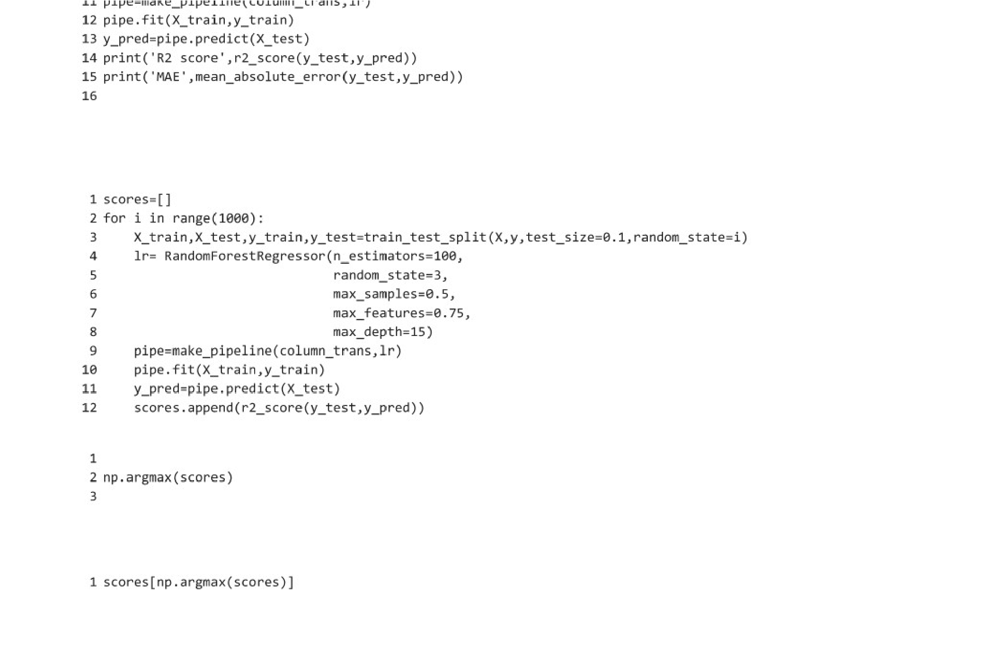 11 pipe=make_pipeline(column_trans,lr)
12 pipe.fit(X_train,y_train)
13 y_pred=pipe.predict(X_test)
14 print('R2 score',r2_score(y_test,y_pred))
15 print('MAE',mean_absolute_error(y_test,y_pred))
16
1 scores=[]
2 for i in range(1000):
3     X_train,X_test,y_train,y_test=train_test_split(X,y,test_size=0.1,random_state=i)
4     lr= RandomForestRegressor(n_estimators=100,
5                               random_state=3,
6                               max_samples=0.5,
7                               max_features=0.75,
8                               max_depth=15)
9     pipe=make_pipeline(column_trans,lr)
10     pipe.fit(X_train,y_train)
11     y_pred=pipe.predict(X_test)
12     scores.append(r2_score(y_test,y_pred))
1
2 np.argmax(scores)
3
1 scores[np.argmax(scores)]